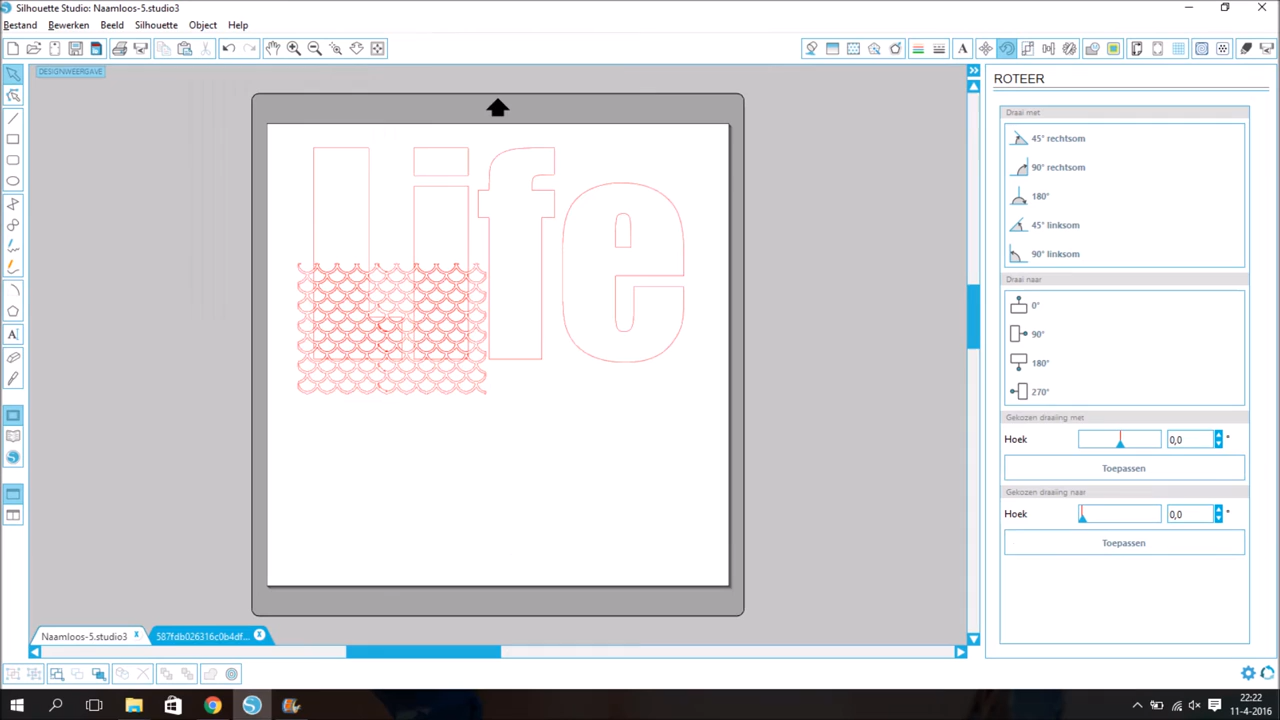 Silhouette Studio: Naamloos-5.studio3
Bestand Bewerken Beeld Silhouette Object Help
DESIGNWEERGAVE
ROTEER
Draai met
45° rechtsom
90° rechtsom
180°
45° linksom
90° linksom
Draai naar
0°
90°
180°
270°
Gekozen draaiing met
Hoek 0,0 °
Toepassen
Gekozen draaiing naar
Hoek 0,0 °
Toepassen
life
Naamloos-5.studio3 x 587fdb026316c0b4df... x
22:22
11-4-2016